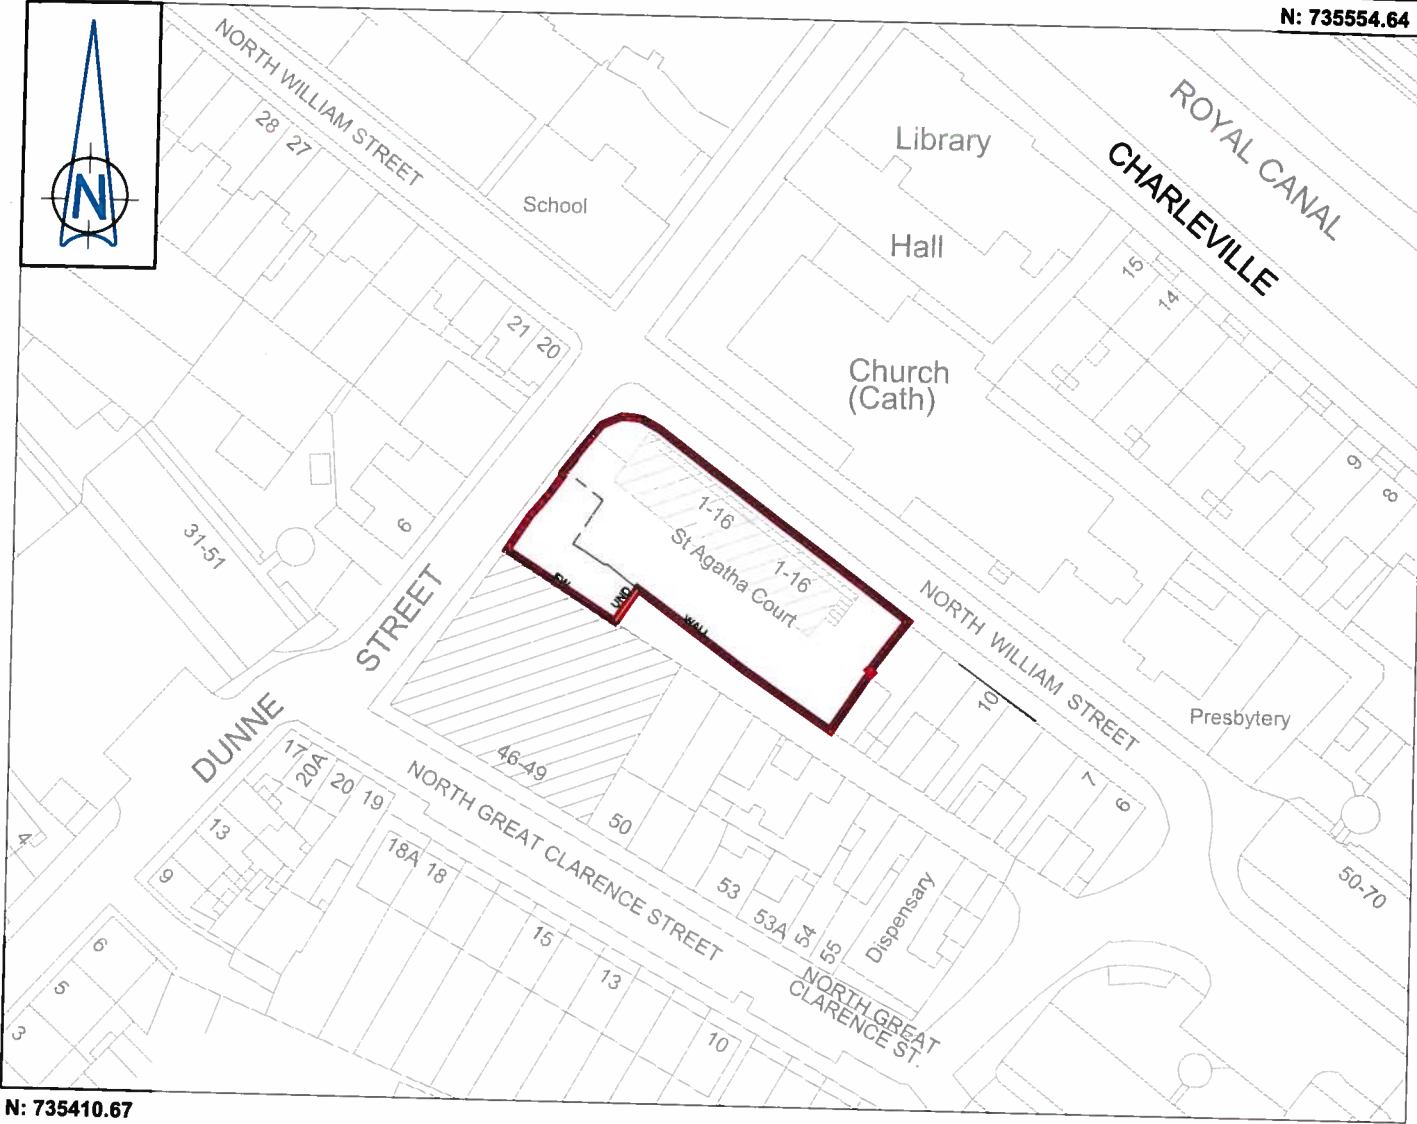 N: 735554.64
N
NORTH WILLIAM STREET
28
27
School
Library
Hall
ROYAL CANAL
CHARLEVILLE
15
14
21
20
Church
(Cath)
9
8
6
31-51
1-16
St Agatha Court
1-16
UND
WALL
STREET
DUNNE
NORTH WILLIAM STREET
10
Presbytery
7
6
46-49
17
20A
20
19
NORTH GREAT CLARENCE STREET
50
13
4
9
18A
18
53
53A
54
55
Dispensary
50-70
6
5
3
15
13
10
NORTH GREAT
CLARENCE ST.
N: 735410.67